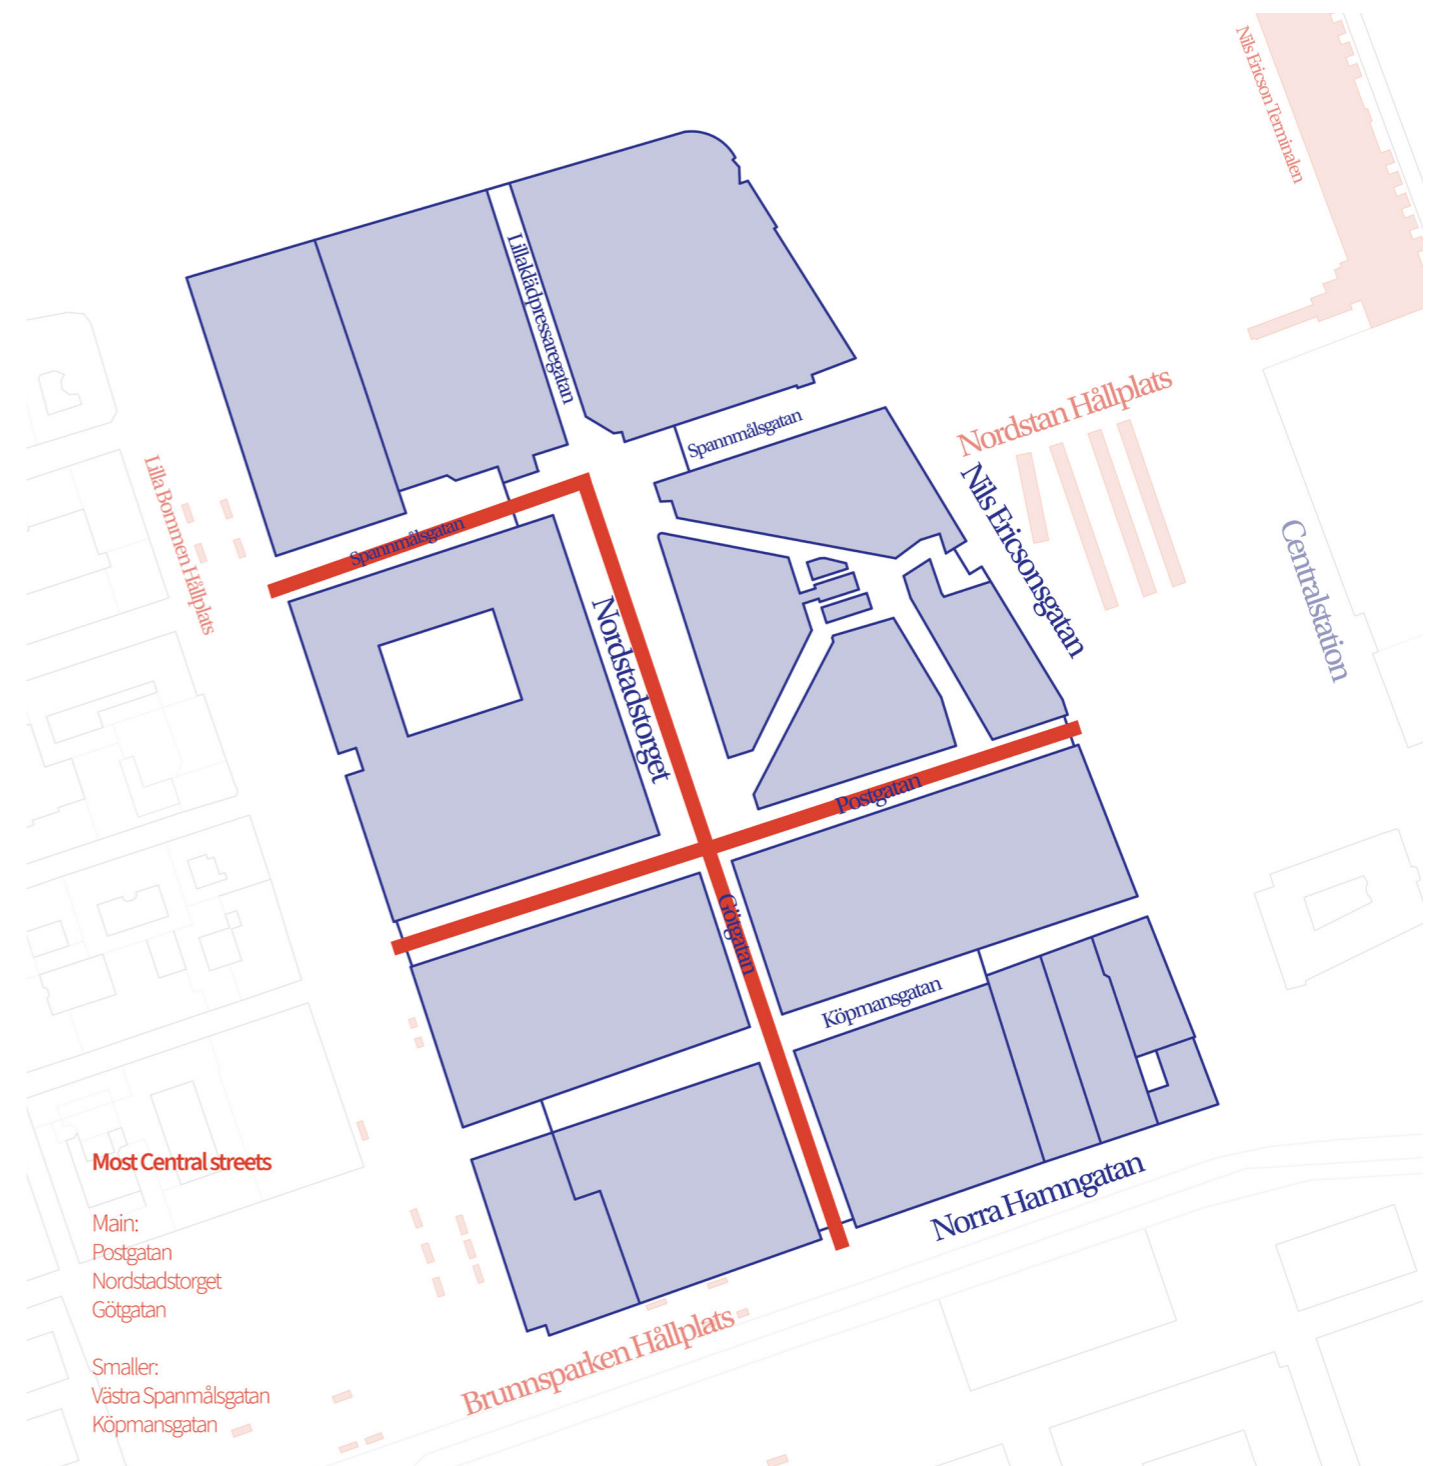 Nils Ericson Terminalen
Lillaklädpressaregatan
Nordstan Hållplats
Spannmålsgatan
Lilla Bommen Hållplats
Nils Ericsonsgatan
Spannmålsgatan
Centralstation
Nordstadstorget
Postgatan
Götgatan
Köpmansgatan
Norra Hamngatan
Brunnsparken Hållplats
Most Central streets
Main:
Postgatan
Nordstadstorget
Götgatan
Smaller:
Västra Spanmålsgatan
Köpmansgatan